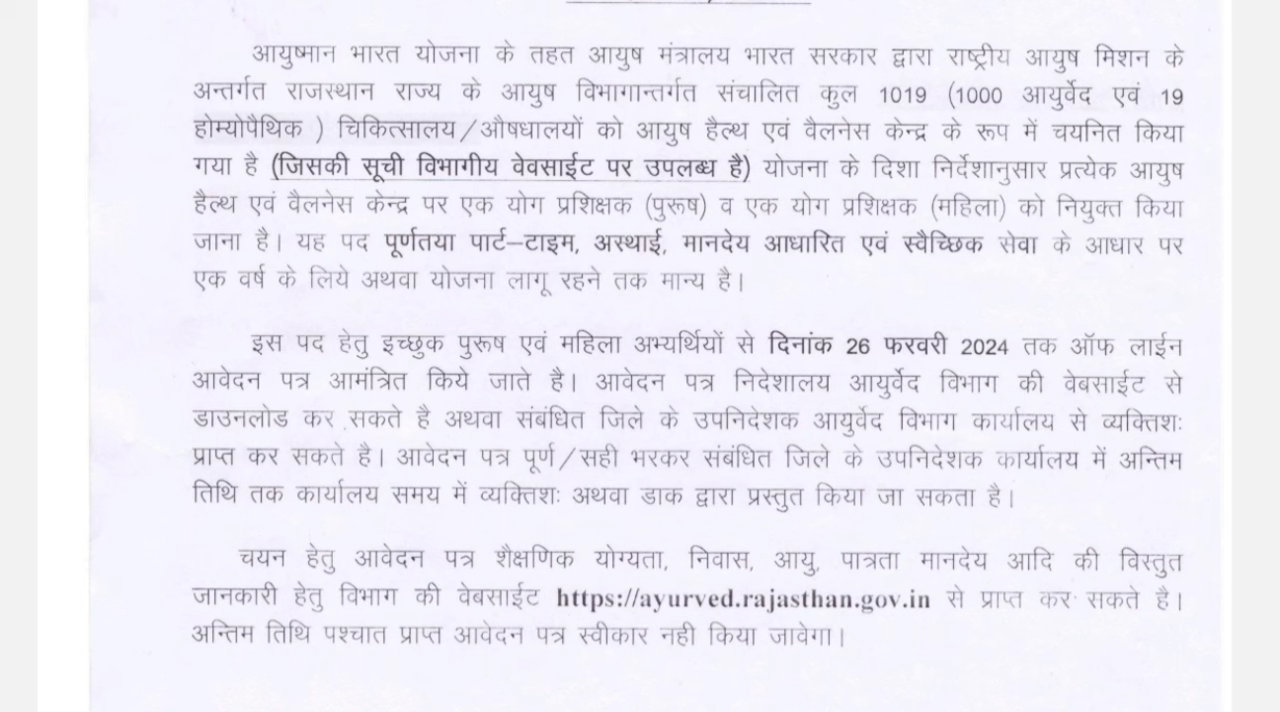 आयुष्मान भारत योजना के तहत आयुष मंत्रालय भारत सरकार द्वारा राष्ट्रीय आयुष मिशन के
अन्तर्गत राजस्थान राज्य के आयुष विभागान्तर्गत संचालित कुल 1019 (1000 आयुर्वेद एवं 19
होम्योपैथिक ) चिकित्सालय/औषधालयों को आयुष हैल्थ एवं वैलनेस केन्द्र के रूप में चयनित किया
गया है (जिसकी सूची विभागीय वेवसाईट पर उपलब्ध है) योजना के दिशा निर्देशानुसार प्रत्येक आयुष
हैल्थ एवं वैलनेस केन्द्र पर एक योग प्रशिक्षक (पुरूष) व एक योग प्रशिक्षक (महिला) को नियुक्त किया
जाना है। यह पद पूर्णतया पार्ट–टाइम, अस्थाई, मानदेय आधारित एवं स्वैच्छिक सेवा के आधार पर
एक वर्ष के लिये अथवा योजना लागू रहने तक मान्य है।
इस पद हेतु इच्छुक पुरूष एवं महिला अभ्यर्थियों से दिनांक 26 फरवरी 2024 तक ऑफ लाईन
आवेदन पत्र आमंत्रित किये जाते है। आवेदन पत्र निदेशालय आयुर्वेद विभाग की वेबसाईट से
डाउनलोड कर सकते है अथवा संबंधित जिले के उपनिदेशक आयुर्वेद विभाग कार्यालय से व्यक्तिशः
प्राप्त कर सकते है। आवेदन पत्र पूर्ण/सही भरकर संबंधित जिले के उपनिदेशक कार्यालय में अन्तिम
तिथि तक कार्यालय समय में व्यक्तिशः अथवा डाक द्वारा प्रस्तुत किया जा सकता है।
चयन हेतु आवेदन पत्र शैक्षणिक योग्यता, निवास, आयु, पात्रता मानदेय आदि की विस्तुत
जानकारी हेतु विभाग की वेबसाईट https://ayurved.rajasthan.gov.in से प्राप्त कर सकते है।
अन्तिम तिथि पश्चात प्राप्त आवेदन पत्र स्वीकार नही किया जावेगा।